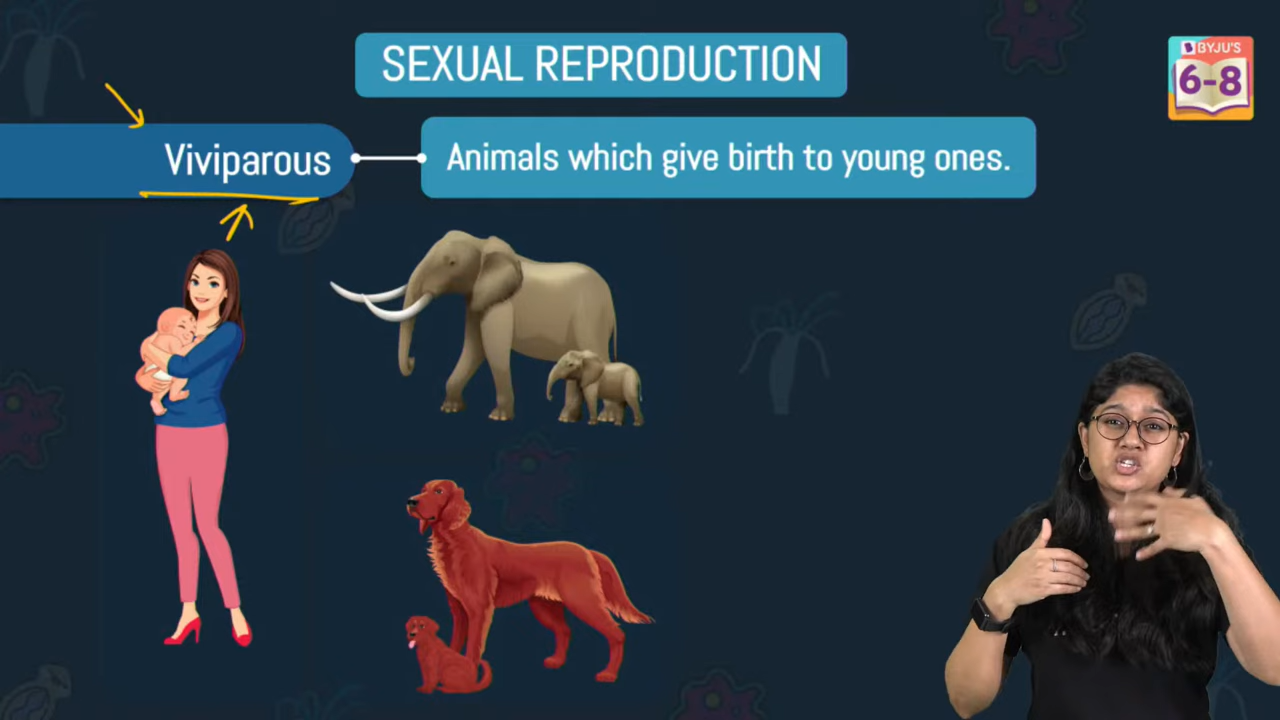 SEXUAL REPRODUCTION
BYJU'S
6-8
Viviparous
Animals which give birth to young ones.